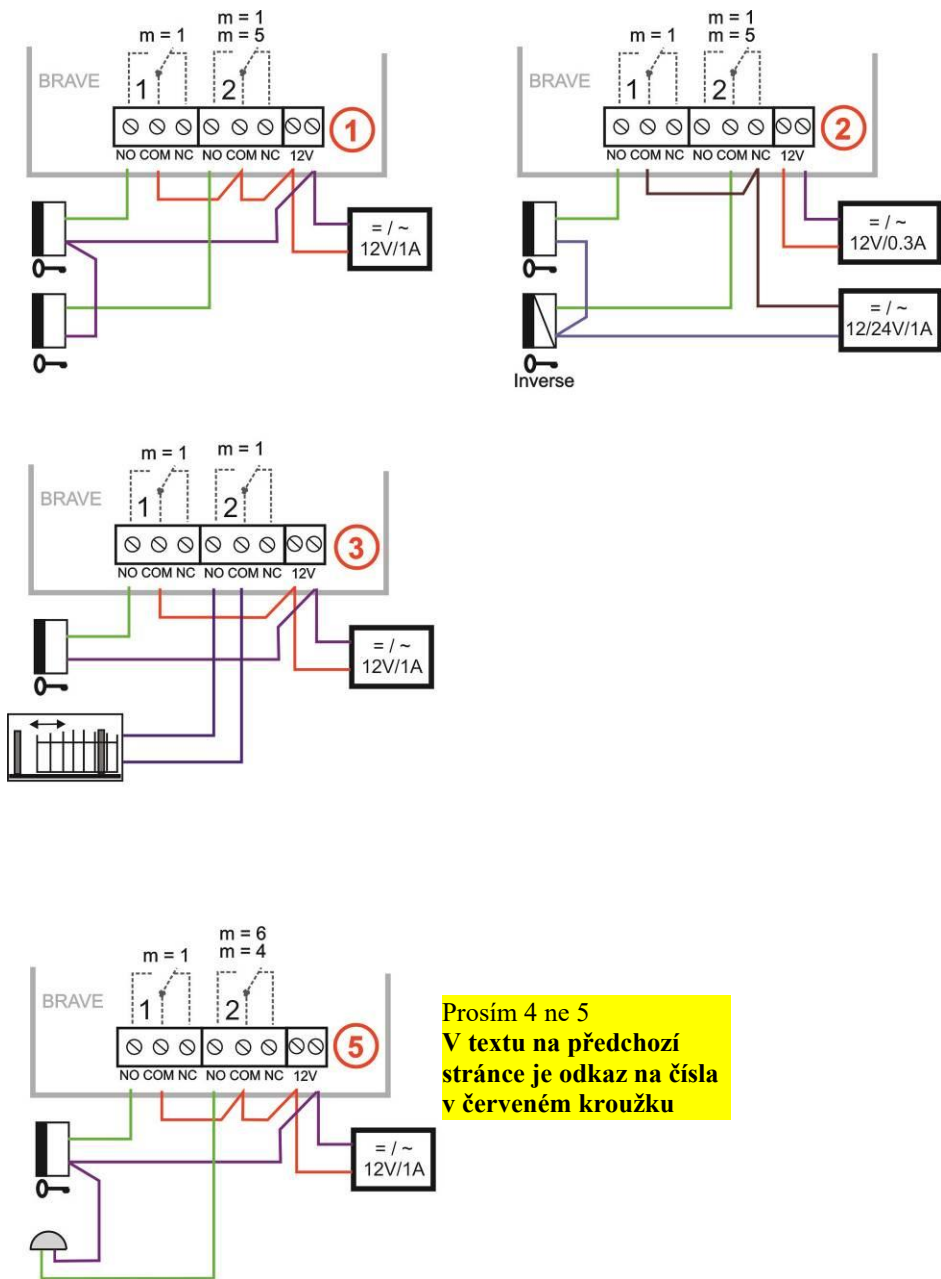 m = 1
m = 1
m = 5
BRAVE
1
2
NO COM NC NO COM NC 12V
1
= / ~
12V/1A
m = 1
m = 1
m = 5
BRAVE
1
2
NO COM NC NO COM NC 12V
2
= / ~
12V/0.3A
= / ~
12/24V/1A
Inverse
m = 1
m = 1
BRAVE
1
2
NO COM NC NO COM NC 12V
3
= / ~
12V/1A
m = 1
m = 6
m = 4
BRAVE
1
2
NO COM NC NO COM NC 12V
5
= / ~
12V/1A
Prosím 4 ne 5
V textu na předchozí
stránce je odkaz na čísla
v červeném kroužku